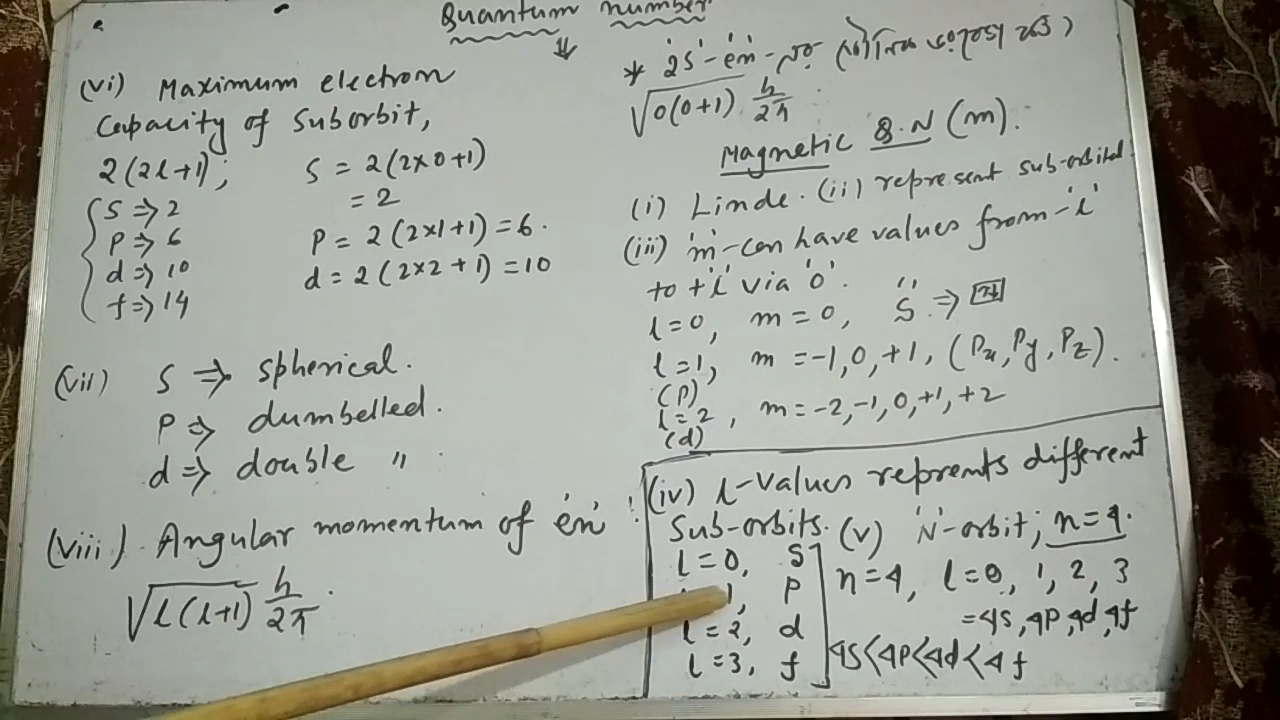 Quantum number
(vi) Maximum electron
Capacity of Suborbit,
2(2l+1); S = 2(2×0+1)
= 2
S ⇒ 2
P ⇒ 6 P = 2(2×1+1) = 6.
d ⇒ 10 d = 2(2×2+1) = 10
f ⇒ 14
(vii) S ⇒ spherical.
P ⇒ dumbelled.
d ⇒ double "
(viii) Angular momentum of én
√l(l+1) h/2π.
* 2s én
√0(0+1) h/2π
Magnetic Q.N (m).
(i) Linde. (ii) represent sub-orbital
(iii) 'm'-can have values from -'l'
to +'l' via '0'.
l=0, m=0, "S ⇒ ⇅
l=1, m = -1,0,+1, (Px, Py, Pz).
(P)
l=2, m=-2,-1,0,+1,+2
(d)
(iv) l-values reprents different
Sub-orbits.
l=0, S
1, P
l=2, d
l=3, f
(v) 'N'-orbit; n=4.
n=4, l=0, 1, 2, 3
=4s, 4p, 4d, 4f
4s<4p<4d<4f